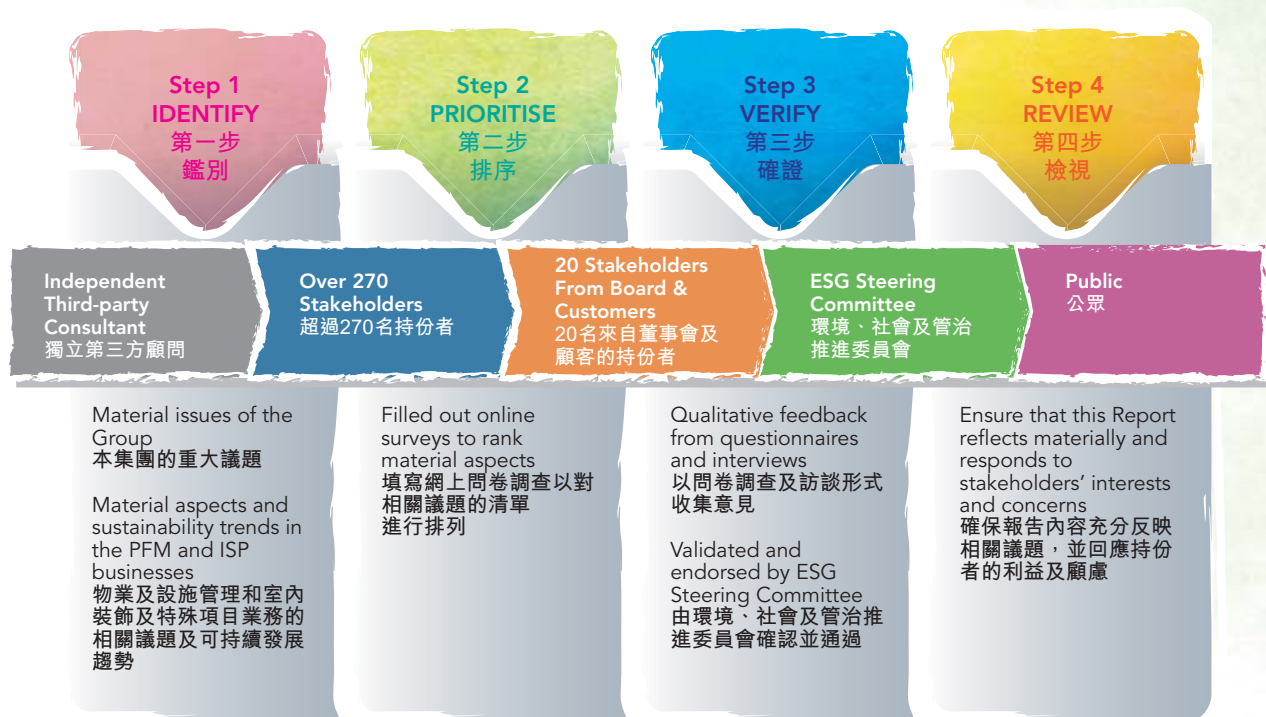 Step 1
IDENTIFY
第一步
鑑別
Step 2
PRIORITISE
第二步
排序
Step 3
VERIFY
第三步
確證
Step 4
REVIEW
第四步
檢視
Independent
Third-party
Consultant
獨立第三方顧問
Over 270
Stakeholders
超過270名持份者
20 Stakeholders
From Board &
Customers
20名來自董事會及
顧客的持份者
ESG Steering
Committee
環境、社會及管治
推進委員會
Public
公眾
Material issues of the
Group
本集團的重大議題
Material aspects and
sustainability trends in
the PFM and ISP
businesses
物業及設施管理和室內
裝飾及特殊項目業務的
相關議題及可持續發展
趨勢
Filled out online
surveys to rank
material aspects
填寫網上問卷調查以對
相關議題的清單
進行排列
Qualitative feedback
from questionnaires
and interviews
以問卷調查及訪談形式
收集意見
Validated and
endorsed by ESG
Steering Committee
由環境、社會及管治推
進委員會確認並通過
Ensure that this Report
reflects materially and
responds to
stakeholders’ interests
and concerns
確保報告內容充分反映
相關議題，並回應持份
者的利益及顧慮